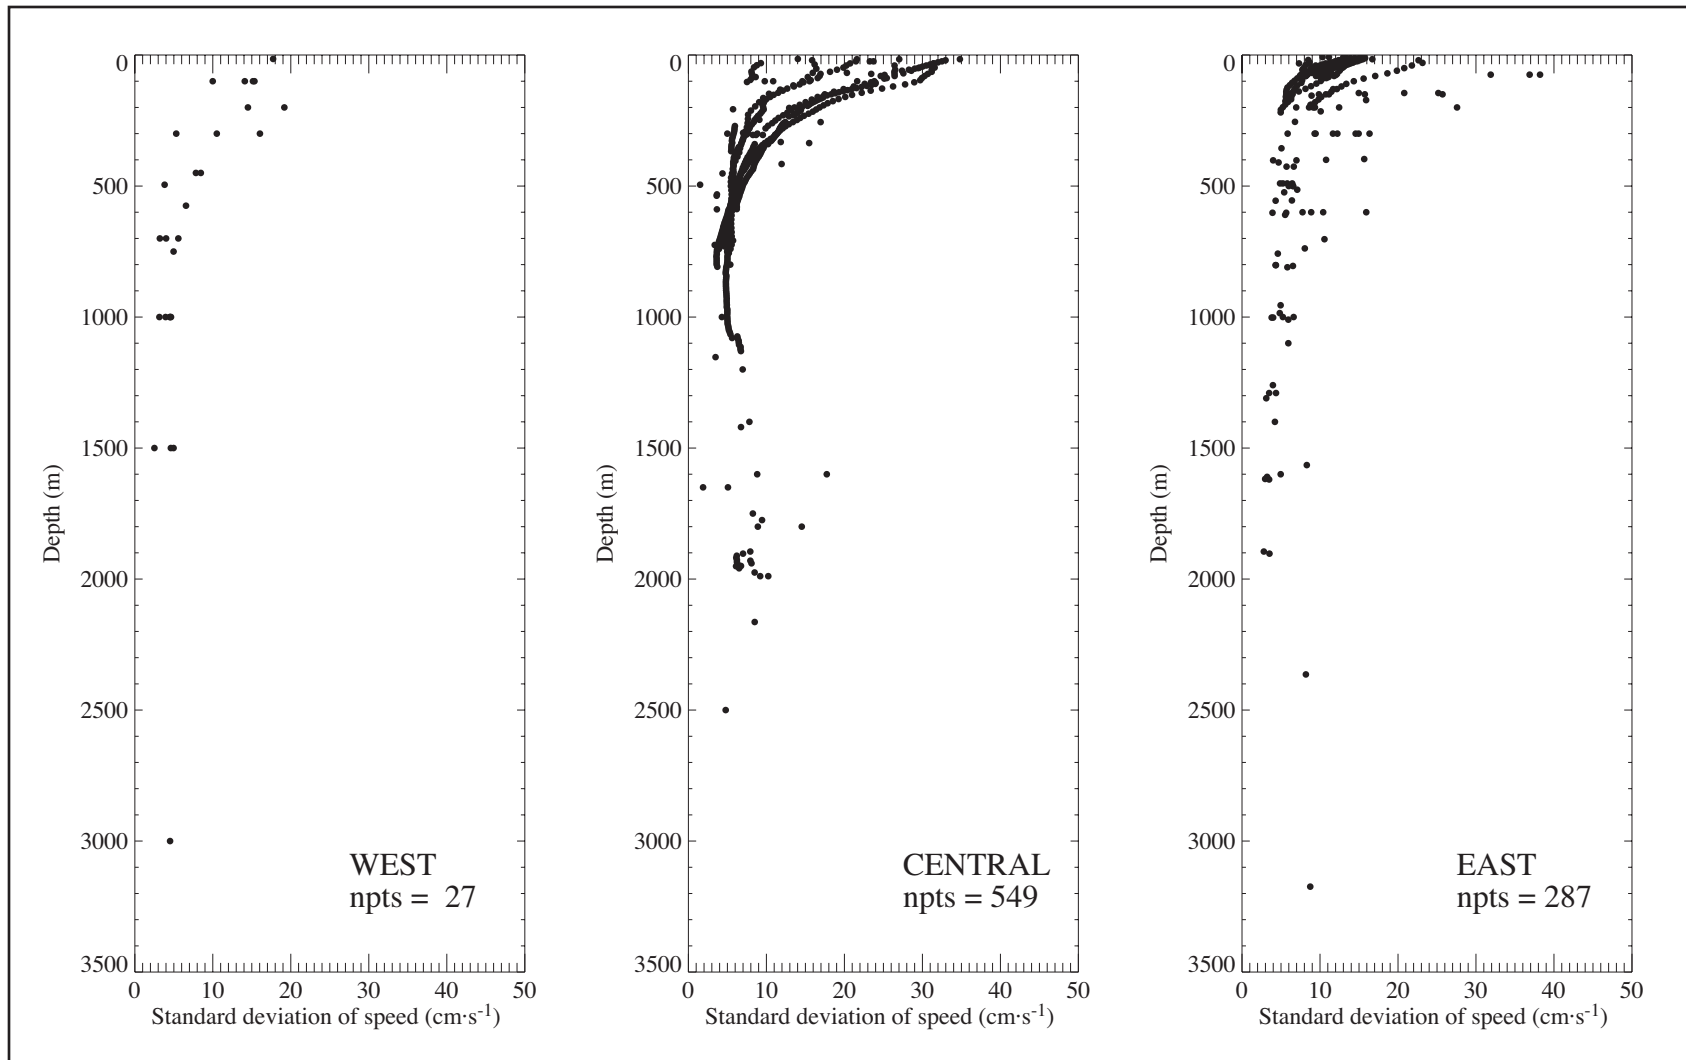 0
500
1000
1500
2000
2500
3000
3500
Depth (m)
0 10 20 30 40 50
Standard deviation of speed (cm·s-1)
WEST
npts = 27
0
500
1000
1500
2000
2500
3000
3500
Depth (m)
0 10 20 30 40 50
Standard deviation of speed (cm·s-1)
CENTRAL
npts = 549
0
500
1000
1500
2000
2500
3000
3500
Depth (m)
0 10 20 30 40 50
Standard deviation of speed (cm·s-1)
EAST
npts = 287